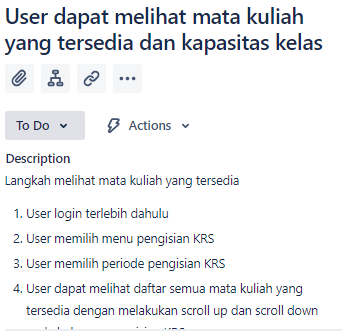 User dapat melihat mata kuliah
yang tersedia dan kapasitas kelas
To Do
Actions
Description
Langkah melihat mata kuliah yang tersedia
1. User login terlebih dahulu
2. User memilih menu pengisian KRS
3. User memilih periode pengisian KRS
4. User dapat melihat daftar semua mata kuliah yang
tersedia dengan melakukan scroll up dan scroll down